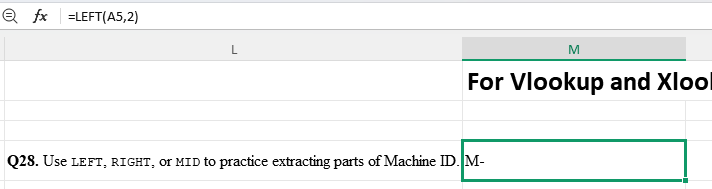 fx =LEFT(A5,2)
L M
For Vlookup and Xloo
Q28. Use LEFT, RIGHT, or MID to practice extracting parts of Machine ID. M-